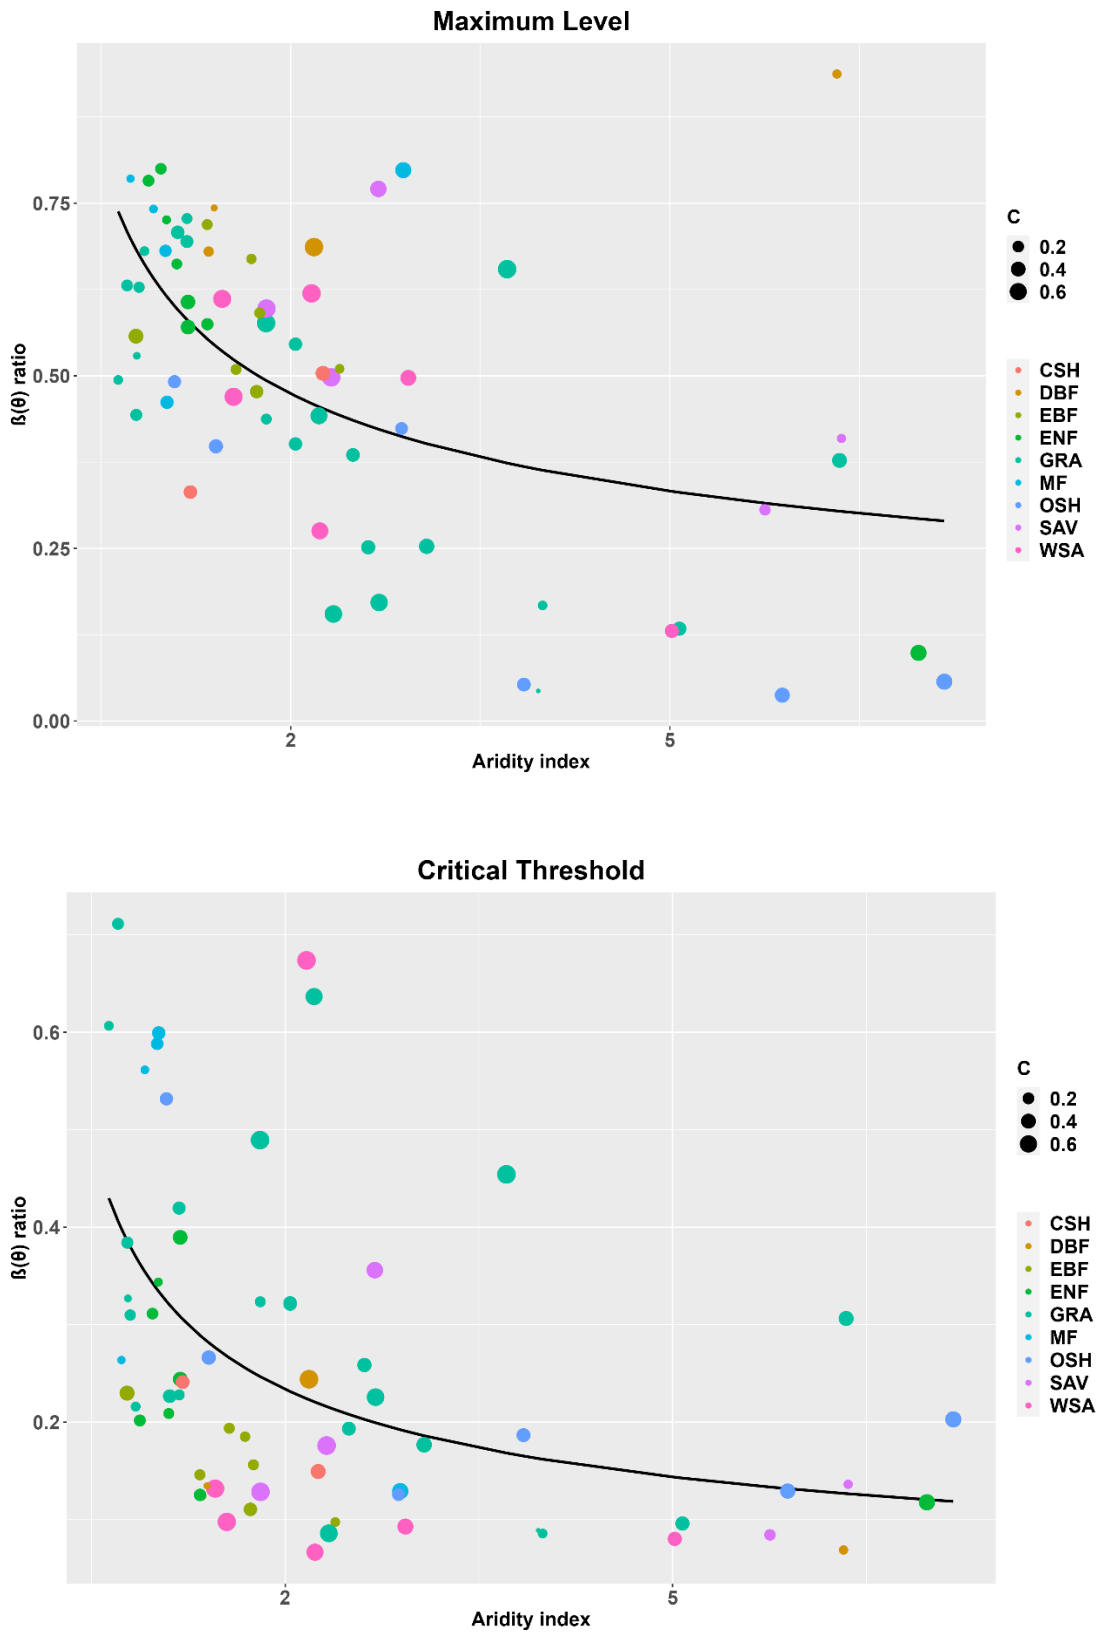 Maximum Level
ß(θ) ratio
0.75
0.50
0.25
0.00
2
5
Aridity index
C
0.2
0.4
0.6
CSH
DBF
EBF
ENF
GRA
MF
OSH
SAV
WSA
Critical Threshold
ß(θ) ratio
0.6
0.4
0.2
2
5
Aridity index
C
0.2
0.4
0.6
CSH
DBF
EBF
ENF
GRA
MF
OSH
SAV
WSA